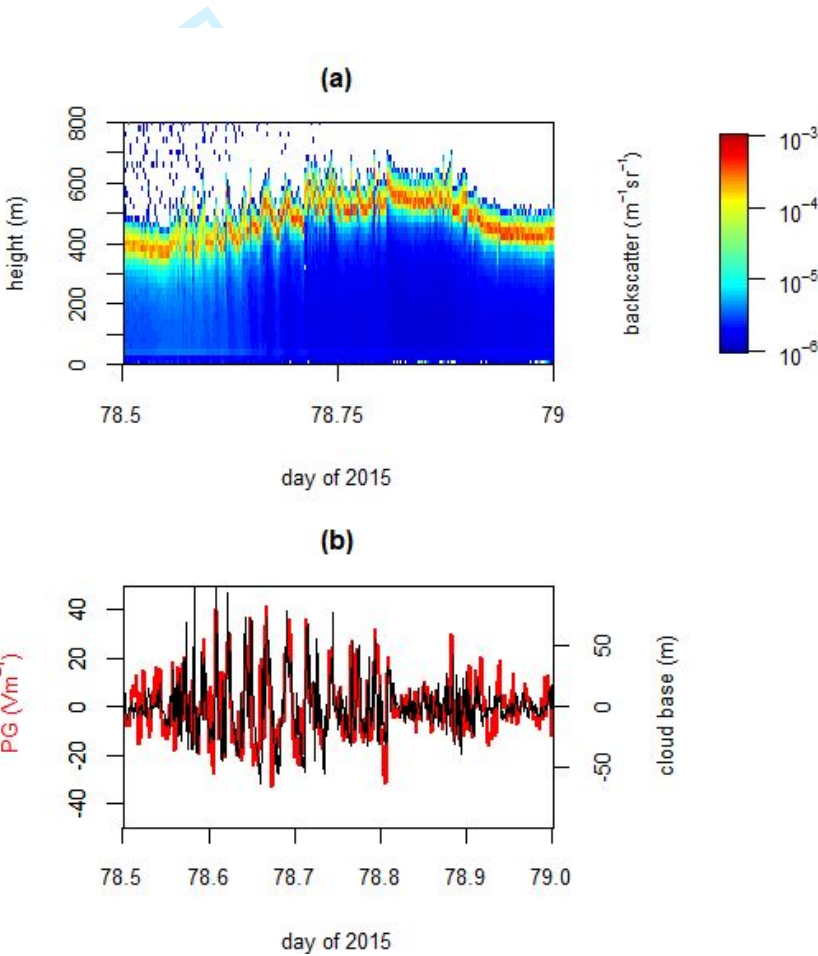 (a)
800
600
400
200
0
height (m)
78.5 78.75 79
day of 2015
backscatter (m⁻¹sr⁻¹)
10⁻³
10⁻⁴
10⁻⁵
10⁻⁶
(b)
40
20
0
-20
-40
PG (Vm⁻¹)
50
0
-50
cloud base (m)
78.5 78.6 78.7 78.8 78.9 79.0
day of 2015